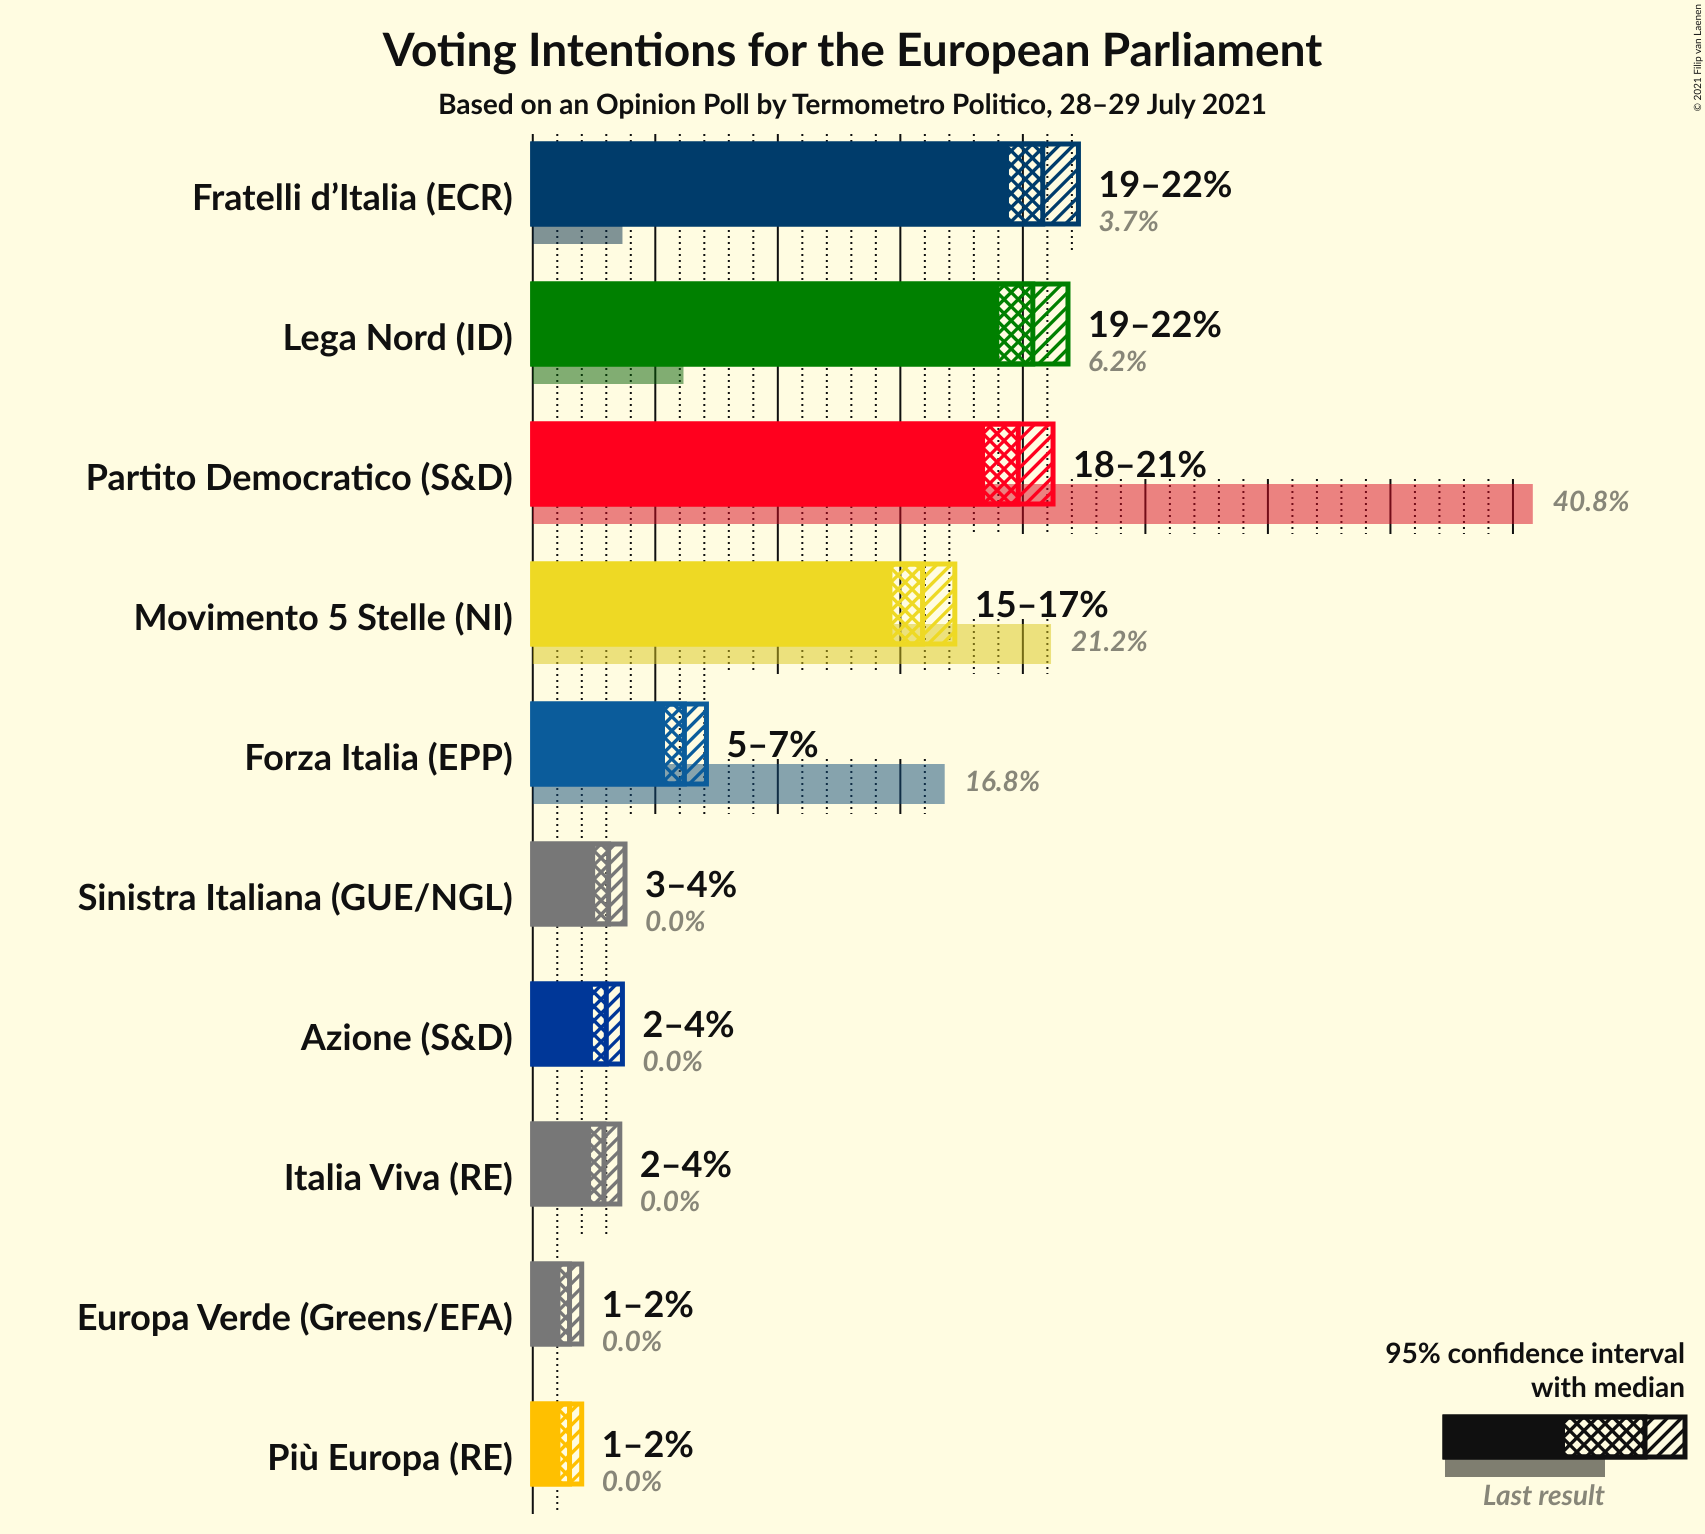 Voting Intentions for the European Parliament
Based on an Opinion Poll by Termometro Politico, 28–29 July 2021
© 2021 Filip van Laenen
Fratelli d’Italia (ECR)
19–22%
3.7%
Lega Nord (ID)
19–22%
6.2%
Partito Democratico (S&D)
18–21%
40.8%
Movimento 5 Stelle (NI)
15–17%
21.2%
Forza Italia (EPP)
5–7%
16.8%
Sinistra Italiana (GUE/NGL)
3–4%
0.0%
Azione (S&D)
2–4%
0.0%
Italia Viva (RE)
2–4%
0.0%
Europa Verde (Greens/EFA)
1–2%
0.0%
Più Europa (RE)
1–2%
0.0%
95% confidence interval
with median
Last result